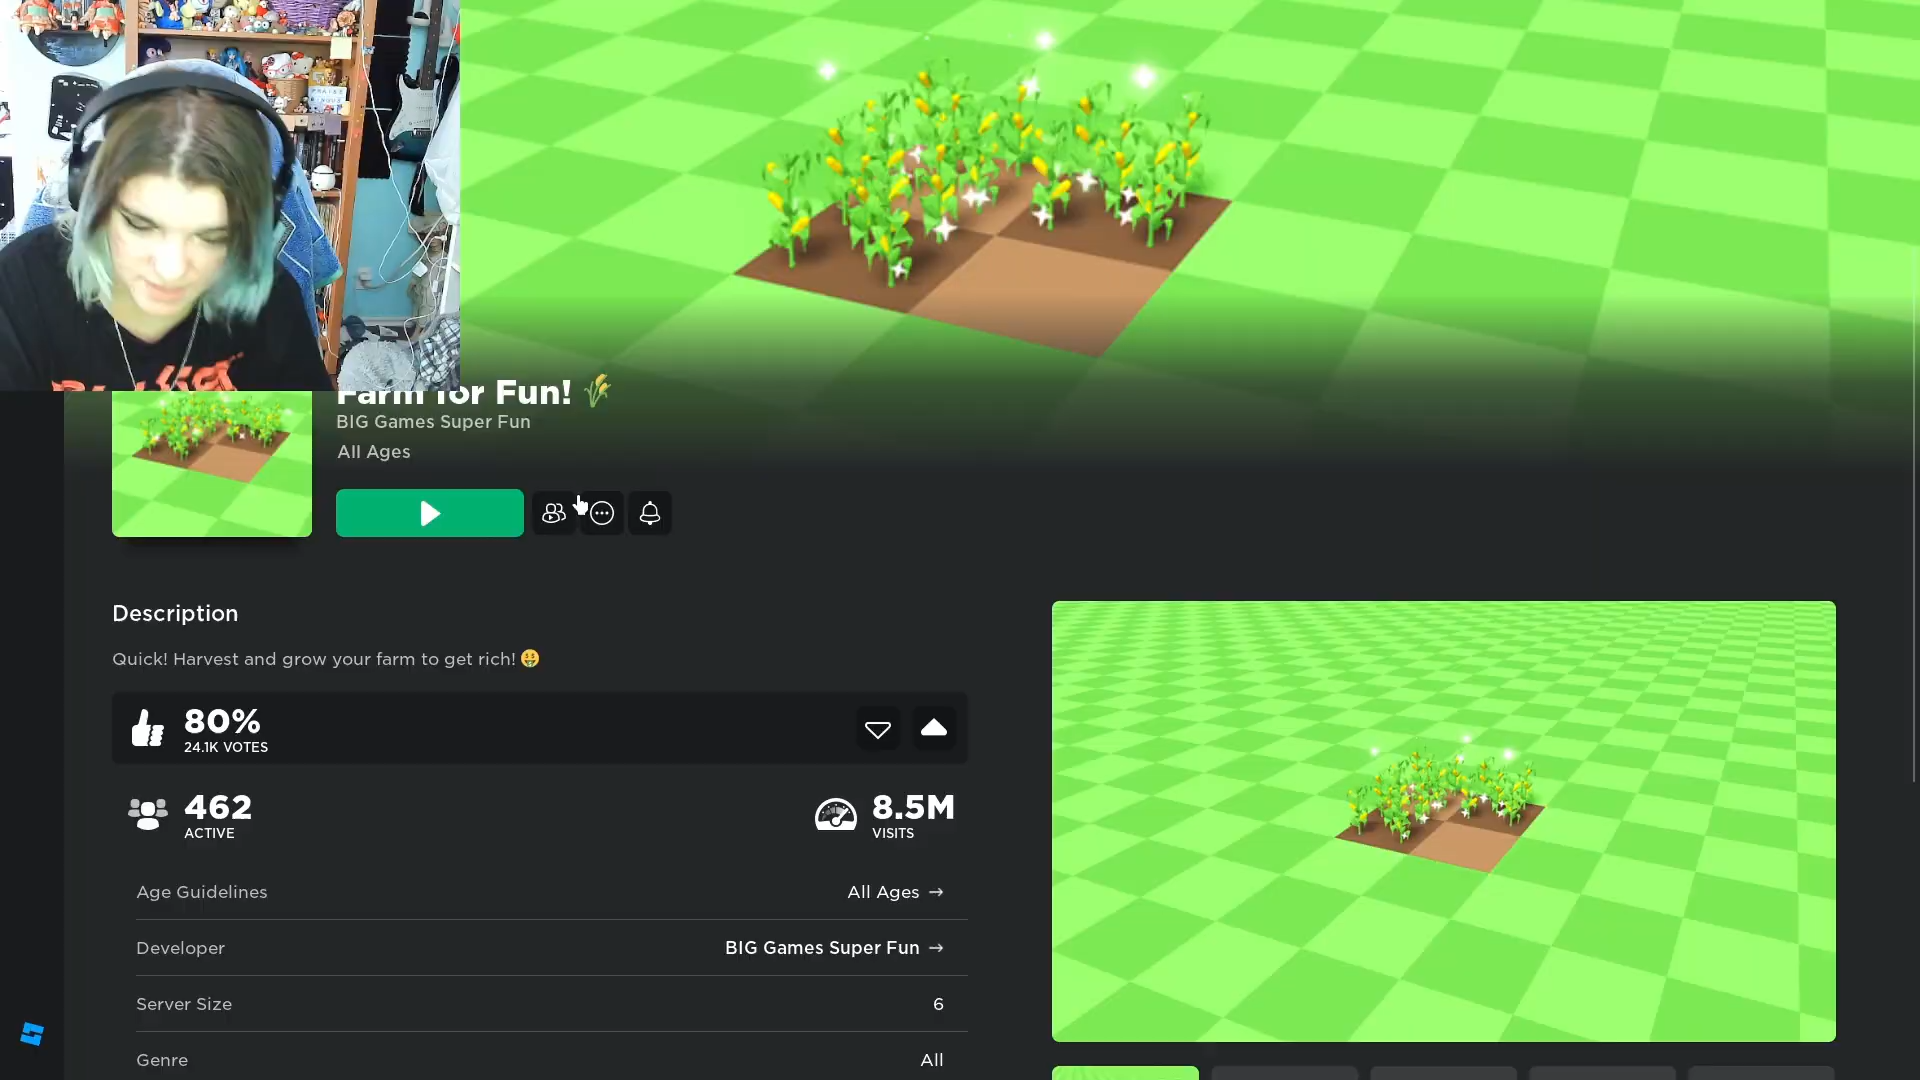 Farm for Fun! 🌾
BIG Games Super Fun
All Ages
Description
Quick! Harvest and grow your farm to get rich! 🤑
80%
24.1K VOTES
462
ACTIVE
8.5M
VISITS
Age Guidelines
All Ages →
Developer
BIG Games Super Fun →
Server Size
6
Genre
All